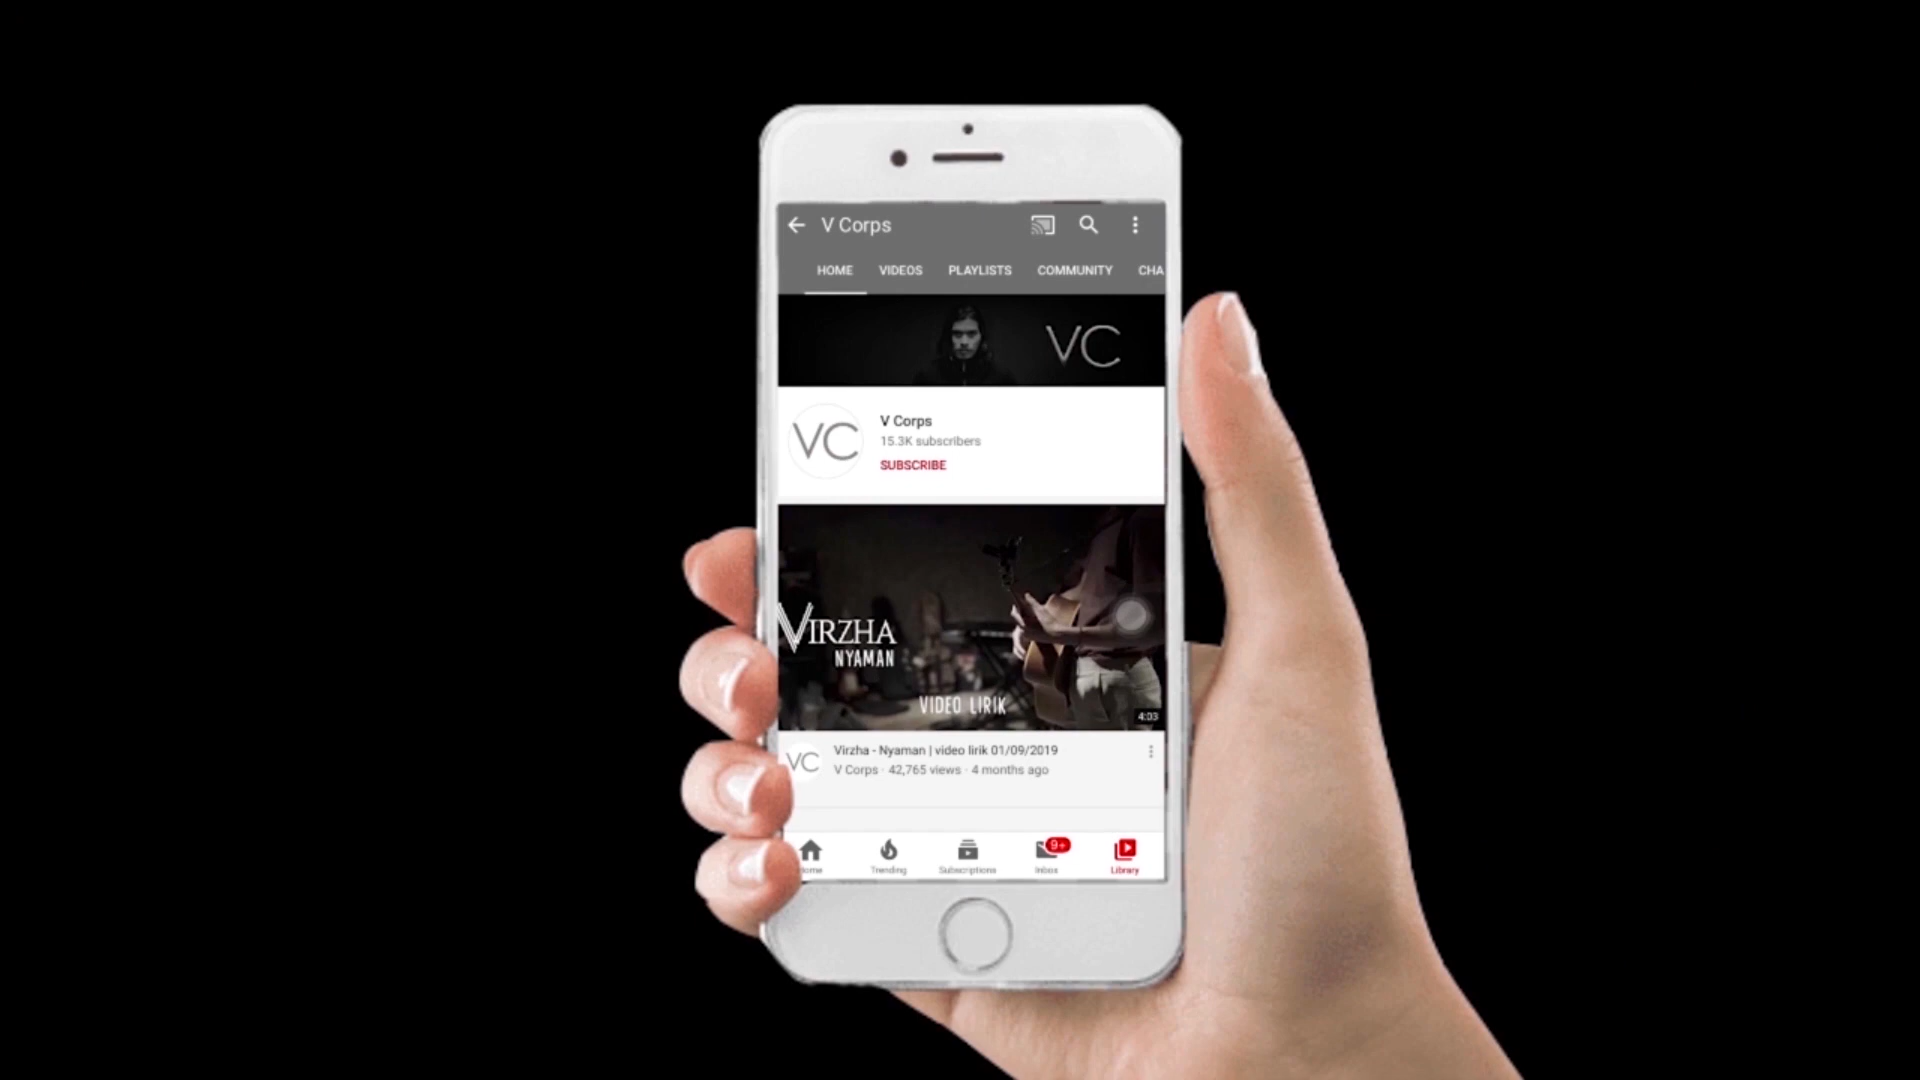 V Corps
HOME VIDEOS PLAYLISTS COMMUNITY CHA
VC
VC
V Corps
15.3K subscribers
SUBSCRIBE
VIRZHA
NYAMAN
VIDEO LIRIK
4:03
VC
Virzha - Nyaman | video lirik 01/09/2019
V Corps · 42,765 views · 4 months ago
9+
ome Trending Subscriptions Inbox Library